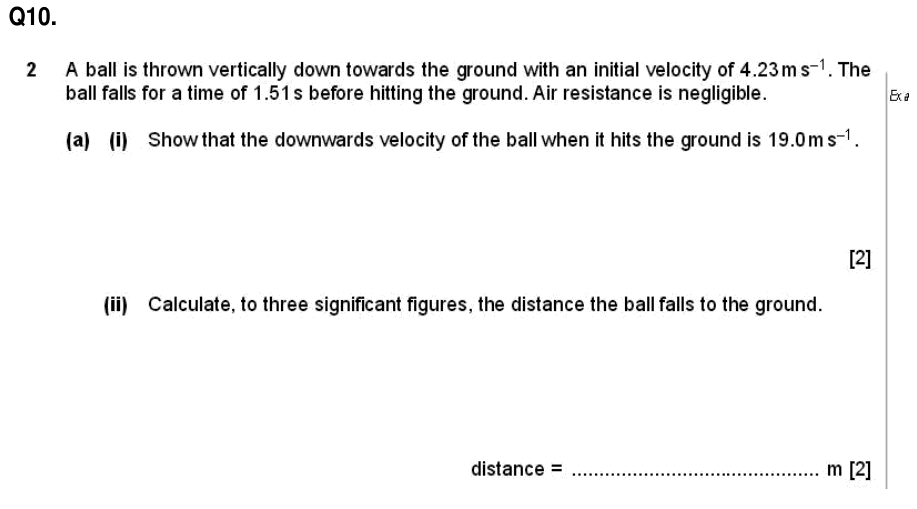 Q10.
2 A ball is thrown vertically down towards the ground with an initial velocity of 4.23 m s⁻¹. The
ball falls for a time of 1.51 s before hitting the ground. Air resistance is negligible.
(a) (i) Show that the downwards velocity of the ball when it hits the ground is 19.0 m s⁻¹.
[2]
(ii) Calculate, to three significant figures, the distance the ball falls to the ground.
distance = ............................................. m [2]